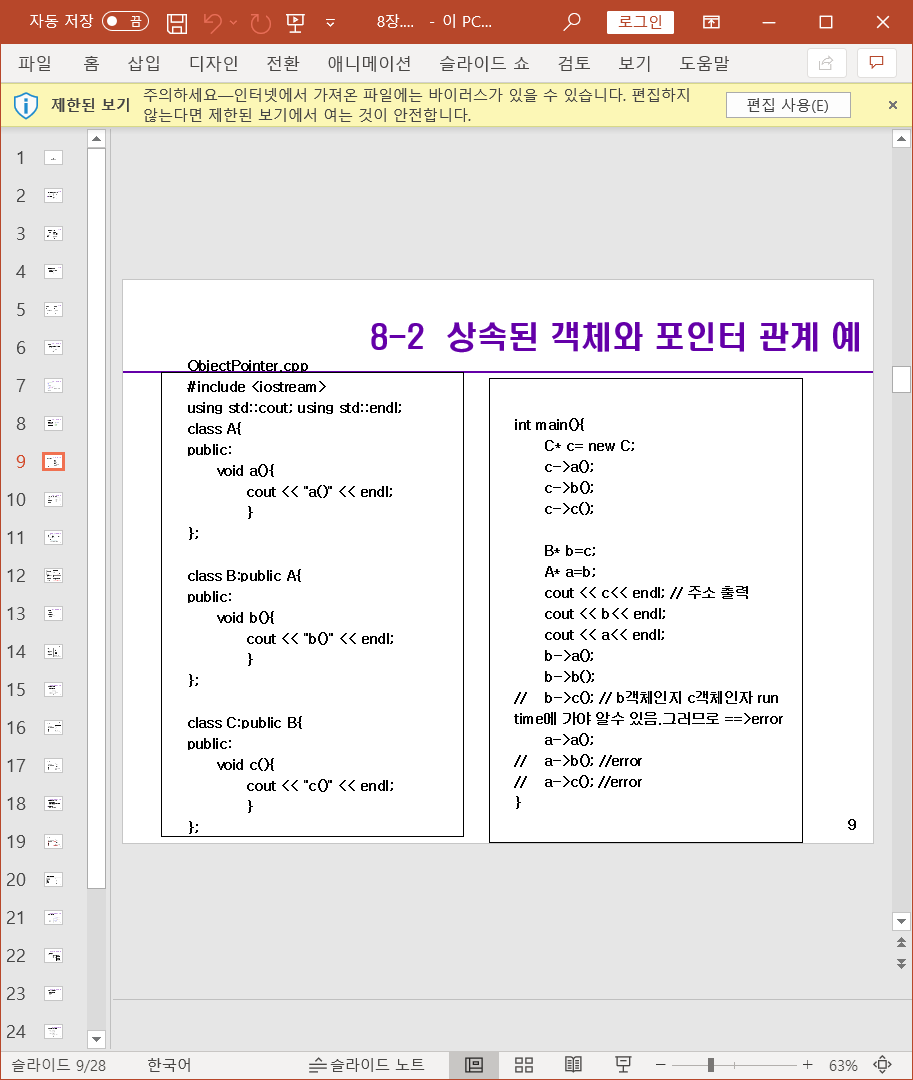 자동 저장 끔 8장.... - 이 PC... 로그인
파일 홈 삽입 디자인 전환 애니메이션 슬라이드 쇼 검토 보기 도움말
제한된 보기 주의하세요—인터넷에서 가져온 파일에는 바이러스가 있을 수 있습니다. 편집하지
않는다면 제한된 보기에서 여는 것이 안전합니다.
편집 사용(E)
1
2
3
4
5
6
7
8
9
10
11
12
13
14
15
16
17
18
19
20
21
22
23
24
8-2 상속된 객체와 포인터 관계 예
ObjectPointer.cpp
#include <iostream>
using std::cout; using std::endl;
class A{
public:
void a(){
cout << "a()" << endl;
}
};
class B:public A{
public:
void b(){
cout << "b()" << endl;
}
};
class C:public B{
public:
void c(){
cout << "c()" << endl;
}
};
int main(){
C* c= new C;
c->a();
c->b();
c->c();
B* b=c;
A* a=b;
cout << c<< endl; // 주소 출력
cout << b<< endl;
cout << a<< endl;
b->a();
b->b();
// b->c(); // b객체인지 c객체인자 run
time에 가야 알수 있음.그러므로 ==>error
a->a();
// a->b(); //error
// a->c(); //error
}
9
슬라이드 9/28 한국어 슬라이드 노트 63%